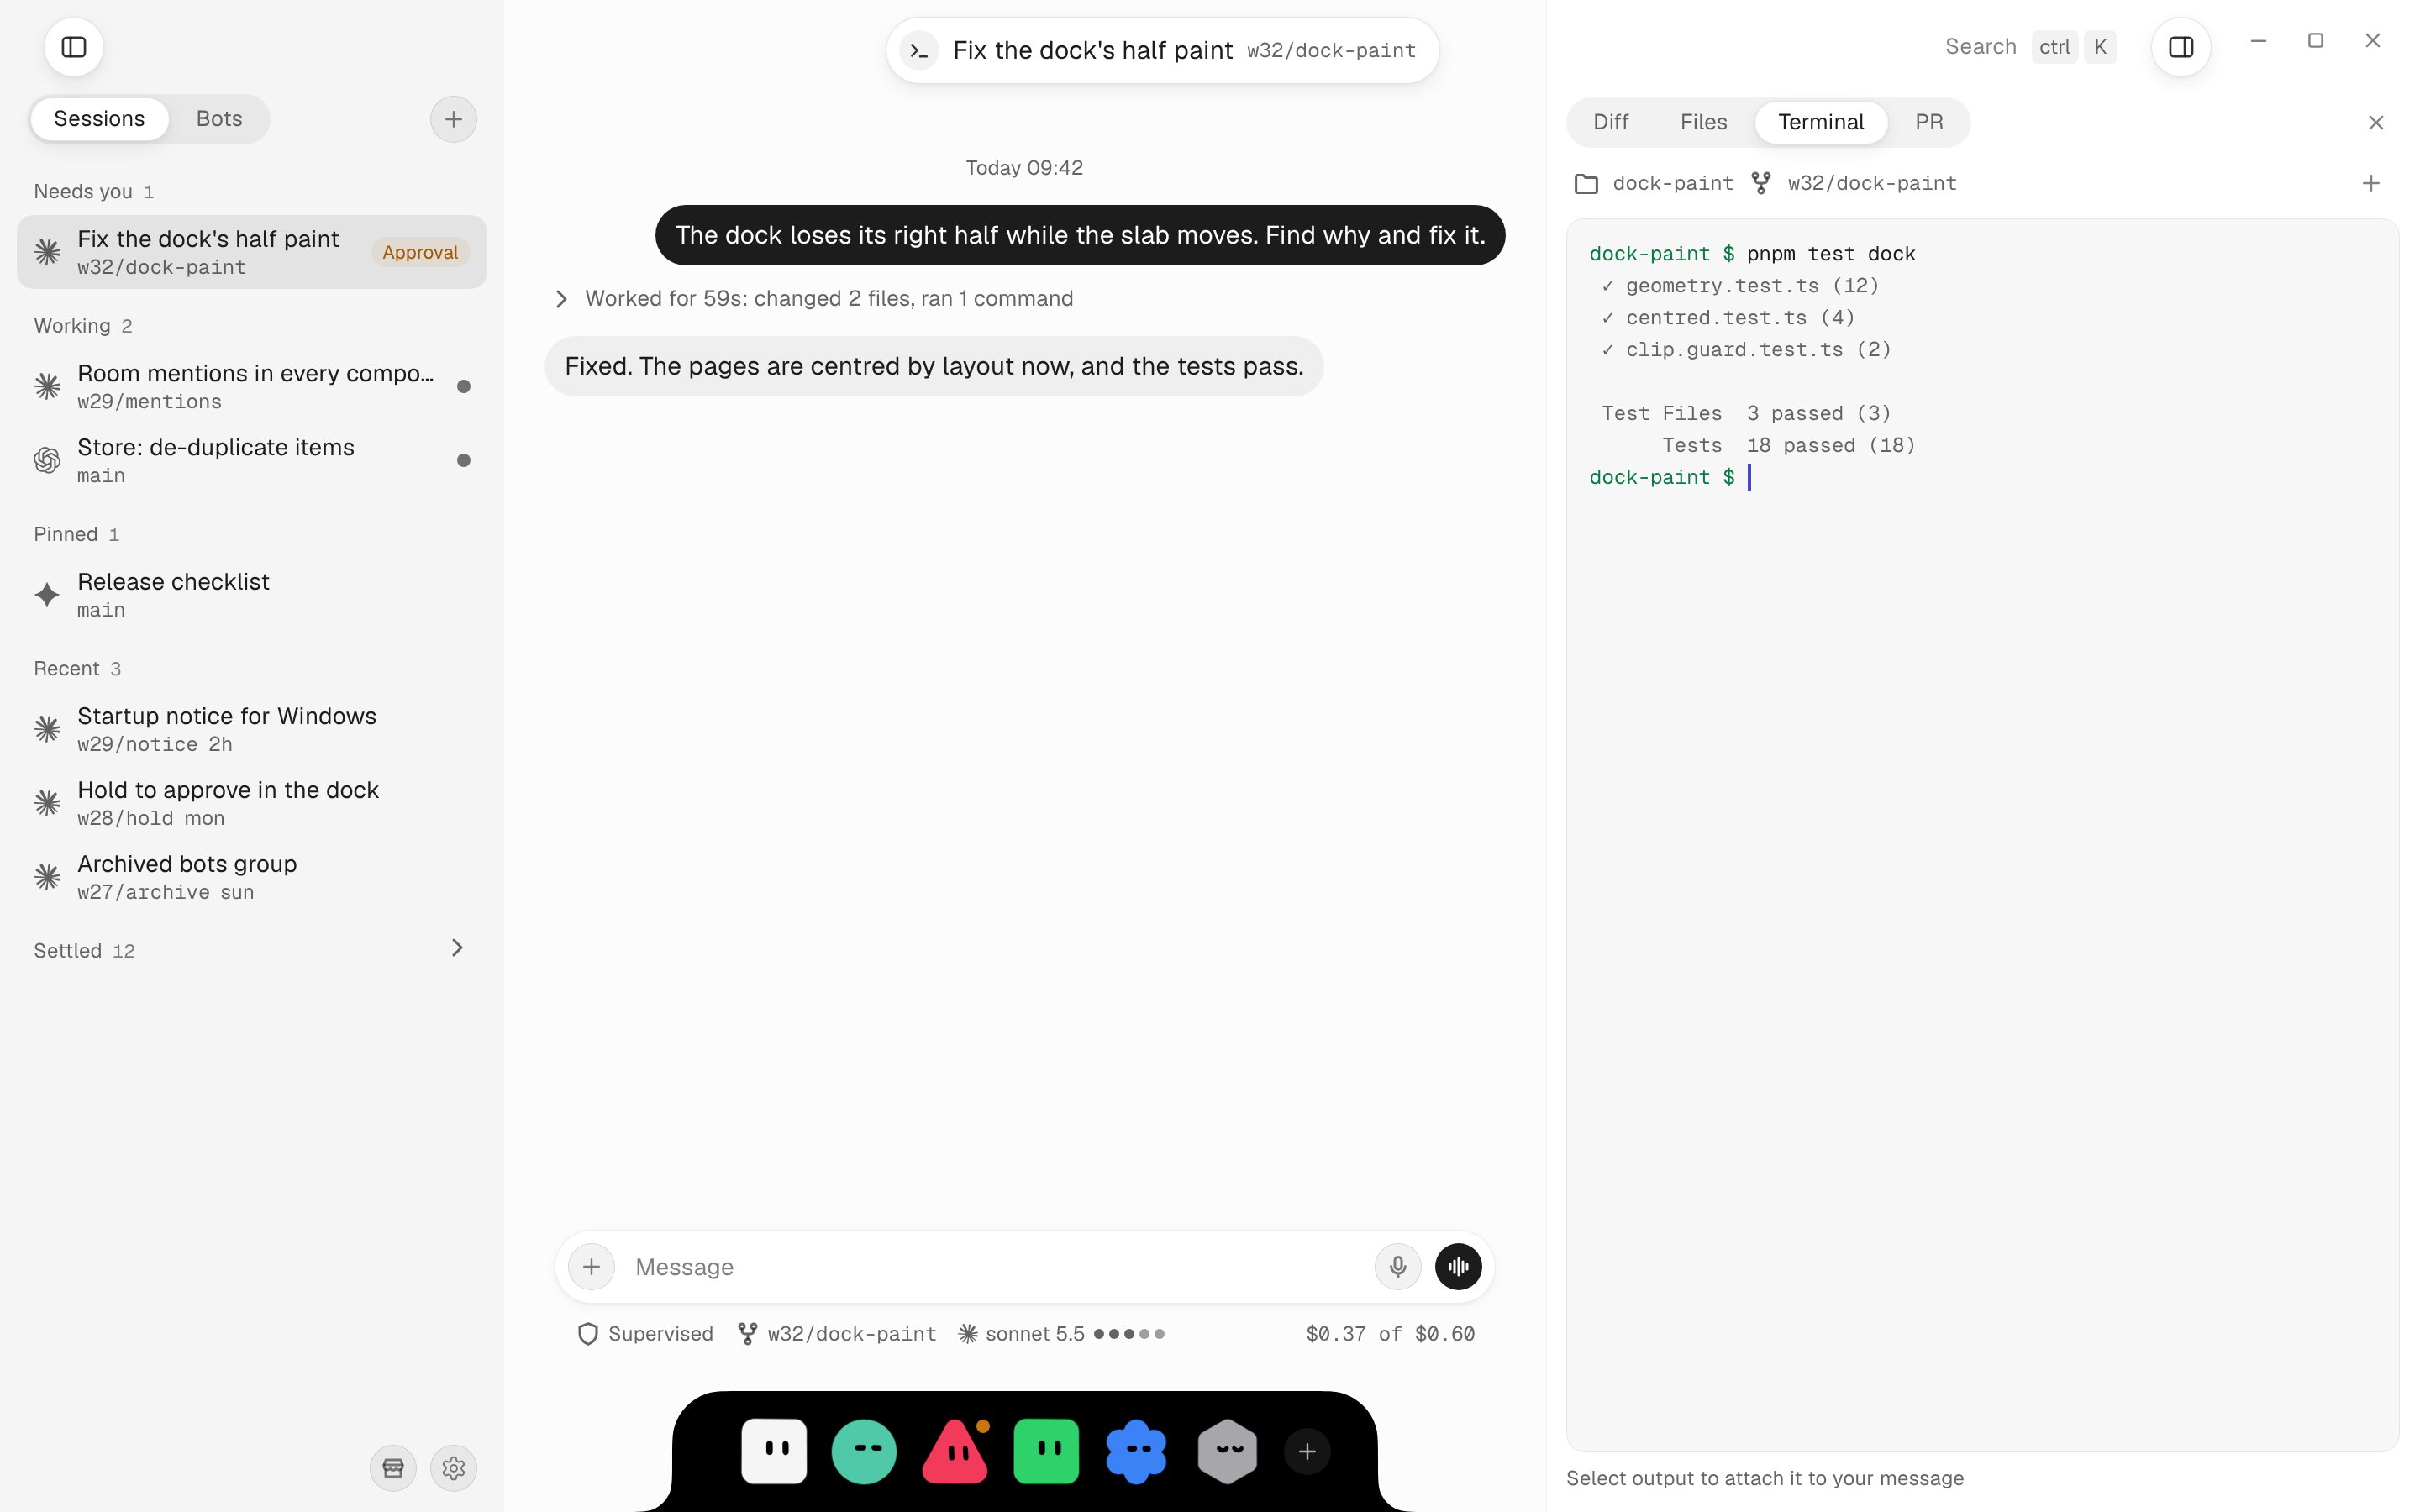 Fix the dock's half paint w32/dock-paint
Search ctrl K
Sessions Bots
Needs you 1
Fix the dock's half paint
w32/dock-paint
Approval
Working 2
Room mentions in every compo…
w29/mentions
Store: de-duplicate items
main
Pinned 1
Release checklist
main
Recent 3
Startup notice for Windows
w29/notice 2h
Hold to approve in the dock
w28/hold mon
Archived bots group
w27/archive sun
Settled 12
Today 09:42
The dock loses its right half while the slab moves. Find why and fix it.
Worked for 59s: changed 2 files, ran 1 command
Fixed. The pages are centred by layout now, and the tests pass.
Message
Supervised w32/dock-paint sonnet 5.5 $0.37 of $0.60
Diff Files Terminal PR
dock-paint w32/dock-paint
dock-paint $ pnpm test dock
✓ geometry.test.ts (12)
✓ centred.test.ts (4)
✓ clip.guard.test.ts (2)
Test Files 3 passed (3)
Tests 18 passed (18)
dock-paint $
Select output to attach it to your message